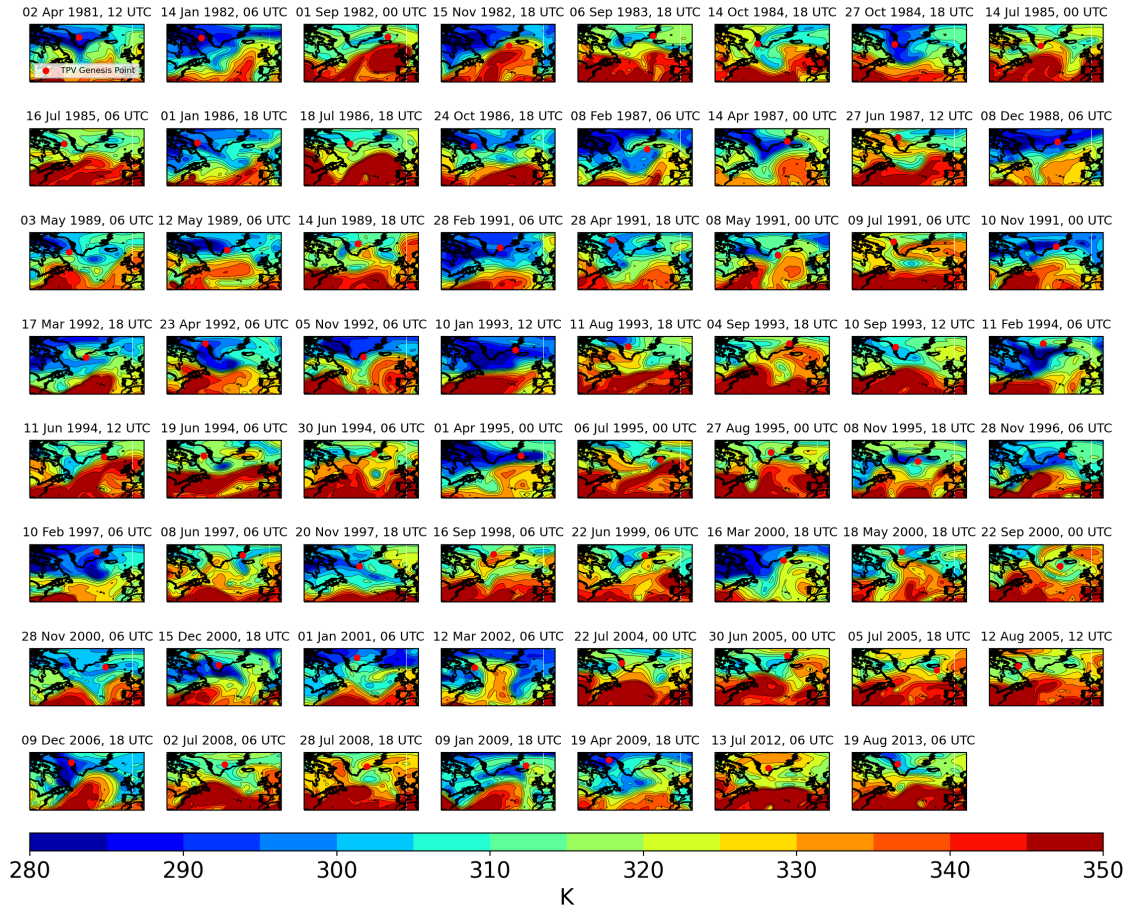 02 Apr 1981, 12 UTC
14 Jan 1982, 06 UTC
01 Sep 1982, 00 UTC
15 Nov 1982, 18 UTC
06 Sep 1983, 18 UTC
14 Oct 1984, 18 UTC
27 Oct 1984, 18 UTC
14 Jul 1985, 00 UTC
TPV Genesis Point
16 Jul 1985, 06 UTC
01 Jan 1986, 18 UTC
18 Jul 1986, 18 UTC
24 Oct 1986, 18 UTC
08 Feb 1987, 06 UTC
14 Apr 1987, 00 UTC
27 Jun 1987, 12 UTC
08 Dec 1988, 06 UTC
03 May 1989, 06 UTC
12 May 1989, 06 UTC
14 Jun 1989, 18 UTC
28 Feb 1991, 06 UTC
28 Apr 1991, 18 UTC
08 May 1991, 00 UTC
09 Jul 1991, 06 UTC
10 Nov 1991, 00 UTC
17 Mar 1992, 18 UTC
23 Apr 1992, 06 UTC
05 Nov 1992, 06 UTC
10 Jan 1993, 12 UTC
11 Aug 1993, 18 UTC
04 Sep 1993, 18 UTC
10 Sep 1993, 12 UTC
11 Feb 1994, 06 UTC
11 Jun 1994, 12 UTC
19 Jun 1994, 06 UTC
30 Jun 1994, 06 UTC
01 Apr 1995, 00 UTC
06 Jul 1995, 00 UTC
27 Aug 1995, 00 UTC
08 Nov 1995, 18 UTC
28 Nov 1996, 06 UTC
10 Feb 1997, 06 UTC
08 Jun 1997, 06 UTC
20 Nov 1997, 18 UTC
16 Sep 1998, 06 UTC
22 Jun 1999, 06 UTC
16 Mar 2000, 18 UTC
18 May 2000, 18 UTC
22 Sep 2000, 00 UTC
28 Nov 2000, 06 UTC
15 Dec 2000, 18 UTC
01 Jan 2001, 06 UTC
12 Mar 2002, 06 UTC
22 Jul 2004, 00 UTC
30 Jun 2005, 00 UTC
05 Jul 2005, 18 UTC
12 Aug 2005, 12 UTC
09 Dec 2006, 18 UTC
02 Jul 2008, 06 UTC
28 Jul 2008, 18 UTC
09 Jan 2009, 18 UTC
19 Apr 2009, 18 UTC
13 Jul 2012, 06 UTC
19 Aug 2013, 06 UTC
280 290 300 310 320 330 340 350
K